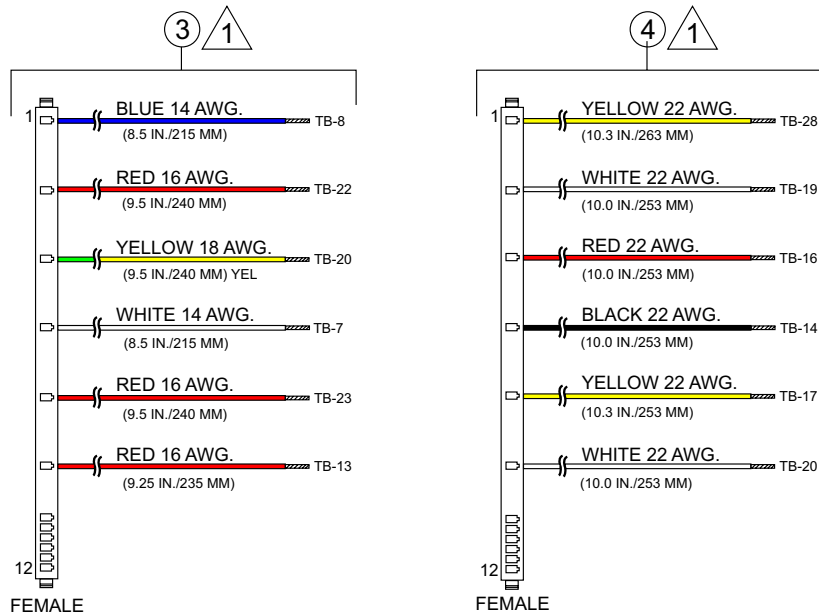 3 1
1
BLUE 14 AWG.
(8.5 IN./215 MM)
TB-8
RED 16 AWG.
(9.5 IN./240 MM)
TB-22
YELLOW 18 AWG.
(9.5 IN./240 MM) YEL
TB-20
WHITE 14 AWG.
(8.5 IN./215 MM)
TB-7
RED 16 AWG.
(9.5 IN./240 MM)
TB-23
RED 16 AWG.
(9.25 IN./235 MM)
TB-13
12
FEMALE
4 1
1
YELLOW 22 AWG.
(10.3 IN./263 MM)
TB-28
WHITE 22 AWG.
(10.0 IN./253 MM)
TB-19
RED 22 AWG.
(10.0 IN./253 MM)
TB-16
BLACK 22 AWG.
(10.0 IN./253 MM)
TB-14
YELLOW 22 AWG.
(10.3 IN./253 MM)
TB-17
WHITE 22 AWG.
(10.0 IN./253 MM)
TB-20
12
FEMALE